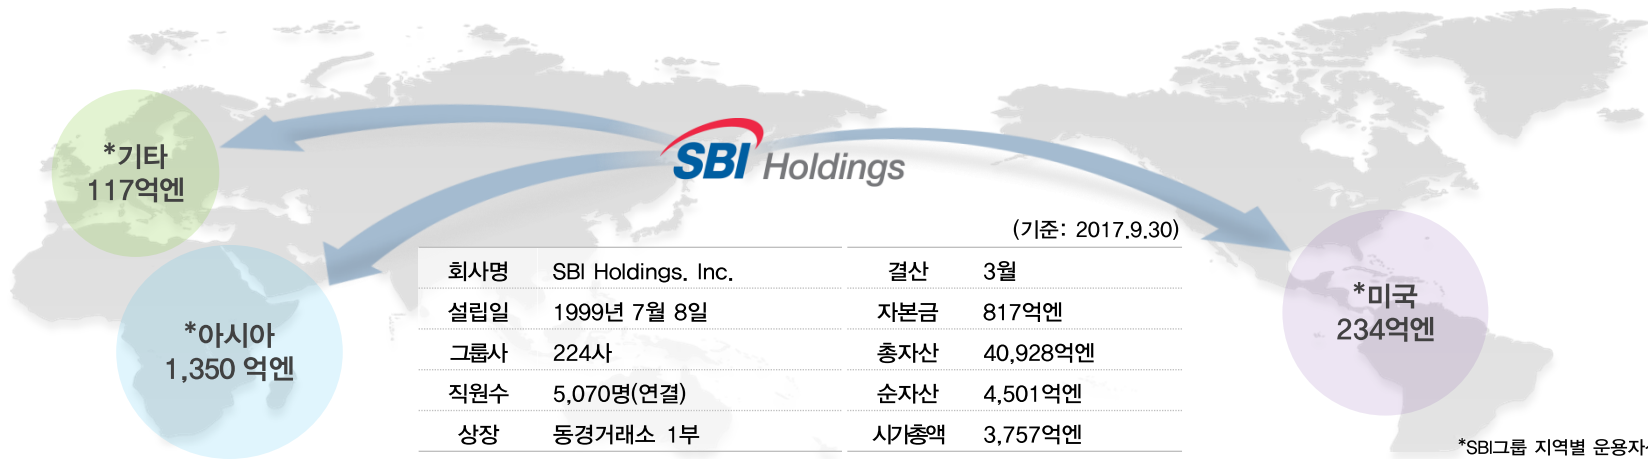 SBI Holdings
*기타
117억엔
*아시아
1,350 억엔
*미국
234억엔
(기준: 2017.9.30)
회사명 SBI Holdings. Inc. 결산 3월
설립일 1999년 7월 8일 자본금 817억엔
그룹사 224사 총자산 40,928억엔
직원수 5,070명(연결) 순자산 4,501억엔
상장 동경거래소 1부 시가총액 3,757억엔
*SBI그룹 지역별